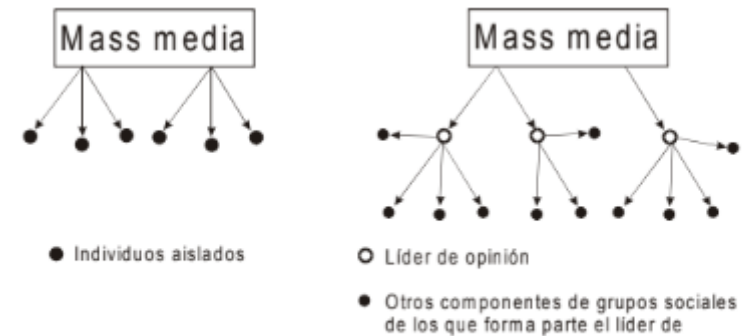 Mass media
Mass media
Individuos aislados
Líder de opinión
Otros componentes de grupos sociales
de los que forma parte el líder de